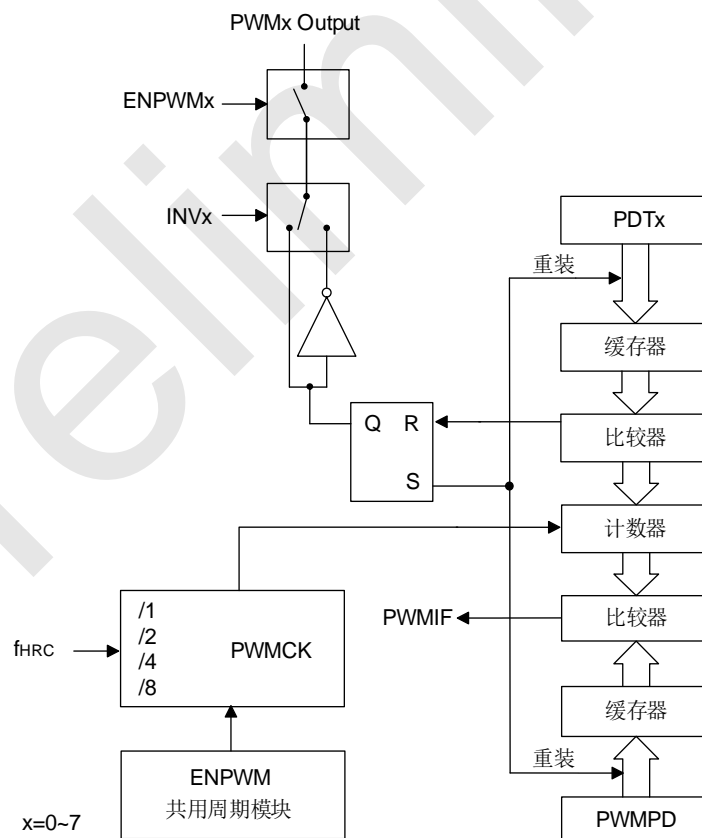 PWMx Output
ENPWMx
INVx
PDTx
重装
缓存器
Q R
S
比较器
计数器
/1
/2
/4
/8
PWMCK
fHRC
PWMIF
比较器
缓存器
重装
ENPWM
共用周期模块
PWMPD
x=0~7